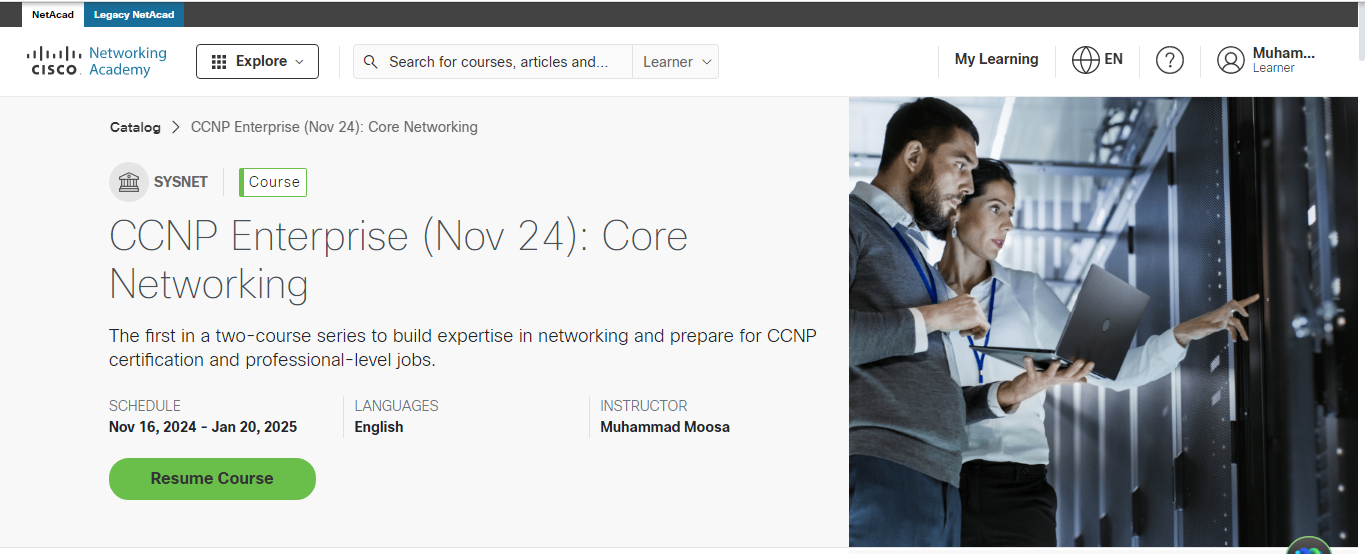 NetAcad
Legacy NetAcad
Networking
CISCO Academy
Explore
Search for courses, articles and...
Learner
My Learning
EN
?
Muham...
Learner
Catalog > CCNP Enterprise (Nov 24): Core Networking
SYSNET
Course
CCNP Enterprise (Nov 24): Core
Networking
The first in a two-course series to build expertise in networking and prepare for CCNP
certification and professional-level jobs.
SCHEDULE
Nov 16, 2024 - Jan 20, 2025
LANGUAGES
English
INSTRUCTOR
Muhammad Moosa
Resume Course